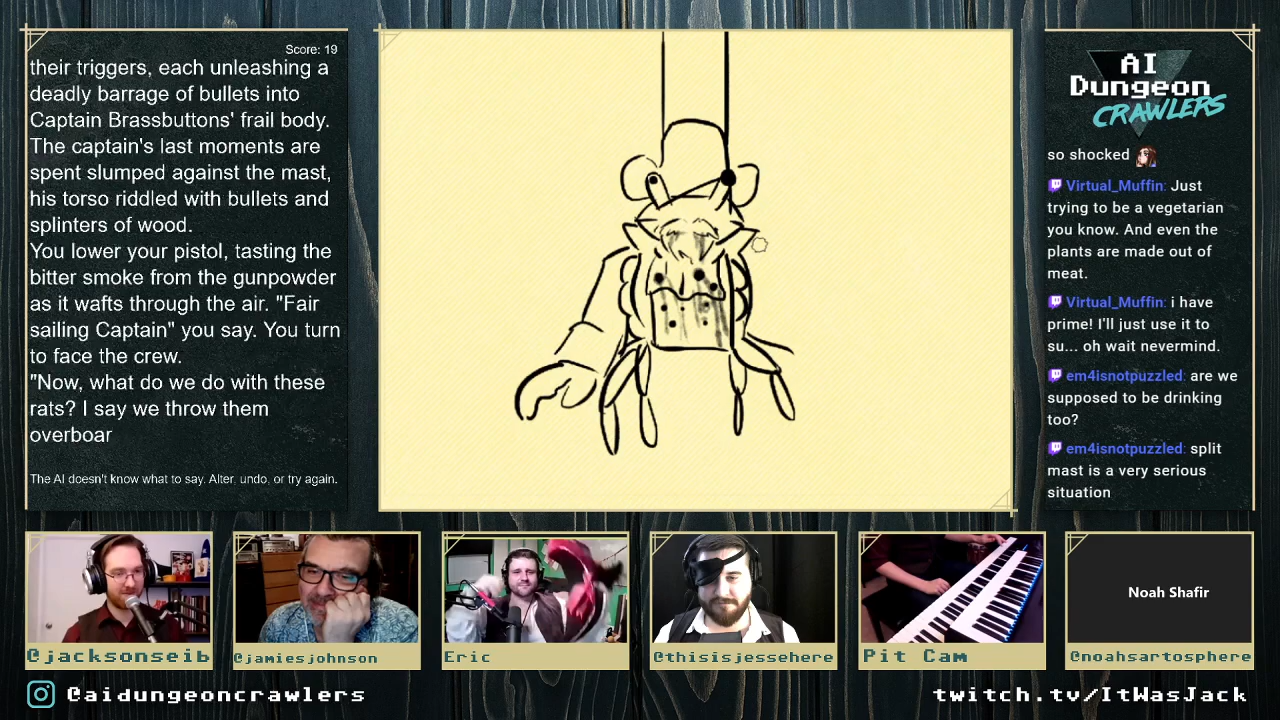 Score: 19
their triggers, each unleashing a
deadly barrage of bullets into
Captain Brassbuttons' frail body.
The captain's last moments are
spent slumped against the mast,
his torso riddled with bullets and
splinters of wood.
You lower your pistol, tasting the
bitter smoke from the gunpowder
as it wafts through the air. "Fair
sailing Captain" you say. You turn
to face the crew.
"Now, what do we do with these
rats? I say we throw them
overboar
The AI doesn't know what to say. Alter, undo, or try again.
AI
Dungeon
CRAWLERS
so shocked
Virtual_Muffin: Just
trying to be a vegetarian
you know. And even the
plants are made out of
meat.
Virtual_Muffin: i have
prime! I'll just use it to
su... oh wait nevermind.
em4isnotpuzzled: are we
supposed to be drinking
too?
em4isnotpuzzled: split
mast is a very serious
situation
Noah Shafir
@jacksonseib
@jamiesjohnson
Eric
@thisisjessehere
Pit Cam
@noahsartosphere
@aidungeoncrawlers
twitch.tv/ItWasJack